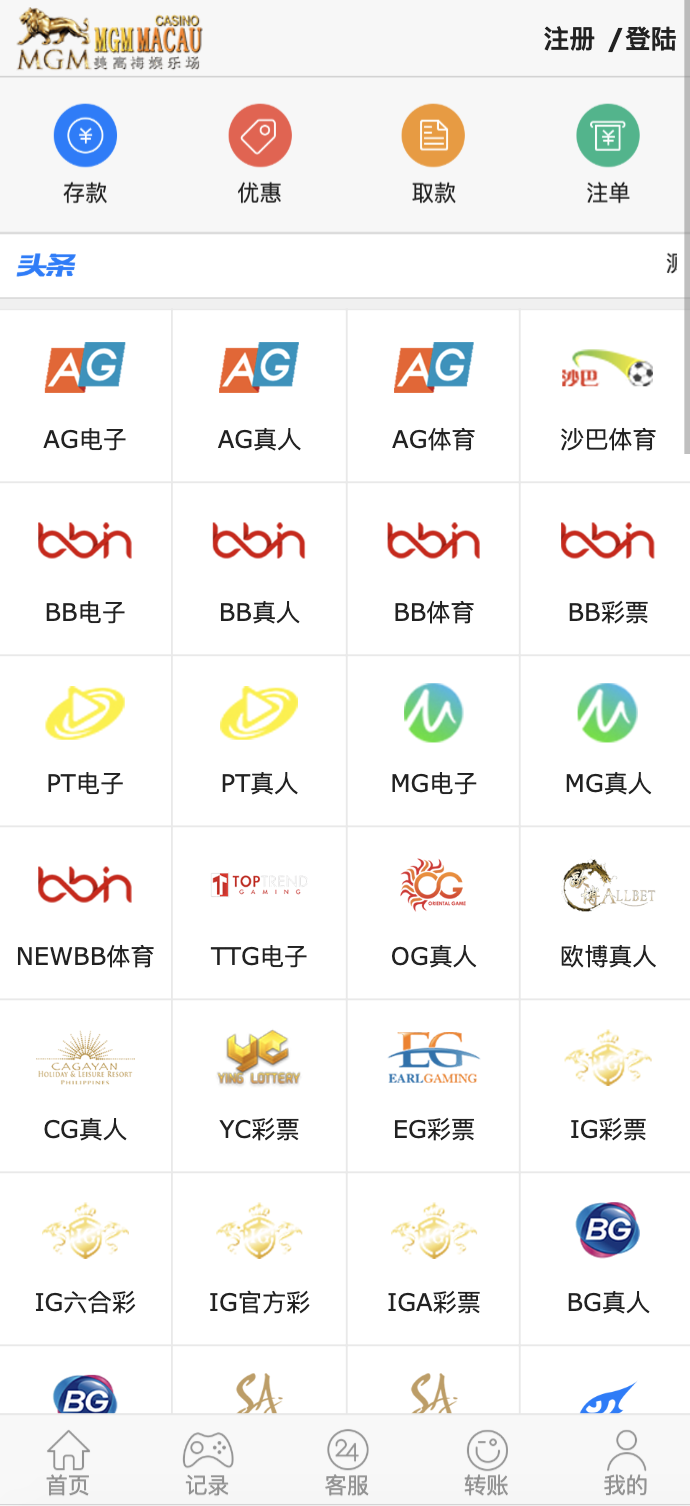 CASINO
MGM MGM MACAU
美高梅娱乐场
注册 /登陆
存款 优惠 取款 注单
头条
AG AG AG 沙巴
AG电子 AG真人 AG体育 沙巴体育
bbin bbin bbin bbin
BB电子 BB真人 BB体育 BB彩票
PT电子 PT真人 MG电子 MG真人
bbin TOPTREND GAMING OG ORIENTAL GAME ALLBET
NEWBB体育 TTG电子 OG真人 欧博真人
CAGAYAN HOLIDAY & LEISURE RESORT PHILIPPINES YC YING LOTTERY EG EARLGAMING IG
CG真人 YC彩票 EG彩票 IG彩票
IG IG IG BG
IG六合彩 IG官方彩 IGA彩票 BG真人
BG SA SA
24
首页 记录 客服 转账 我的